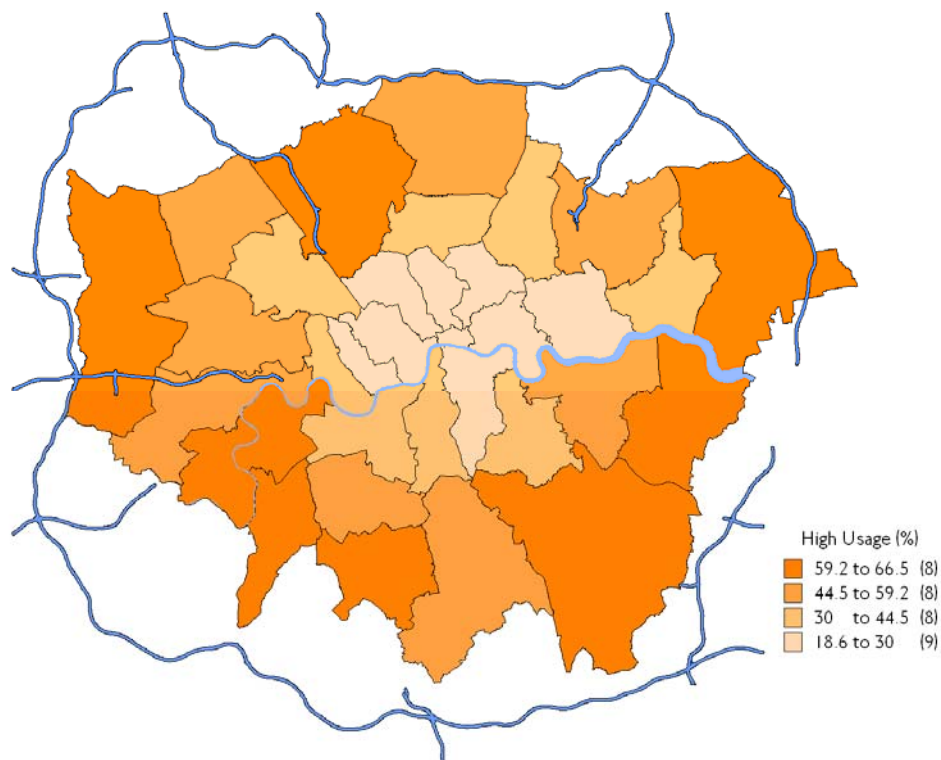 High Usage (%)
59.2 to 66.5 (8)
44.5 to 59.2 (8)
30 to 44.5 (8)
18.6 to 30 (9)